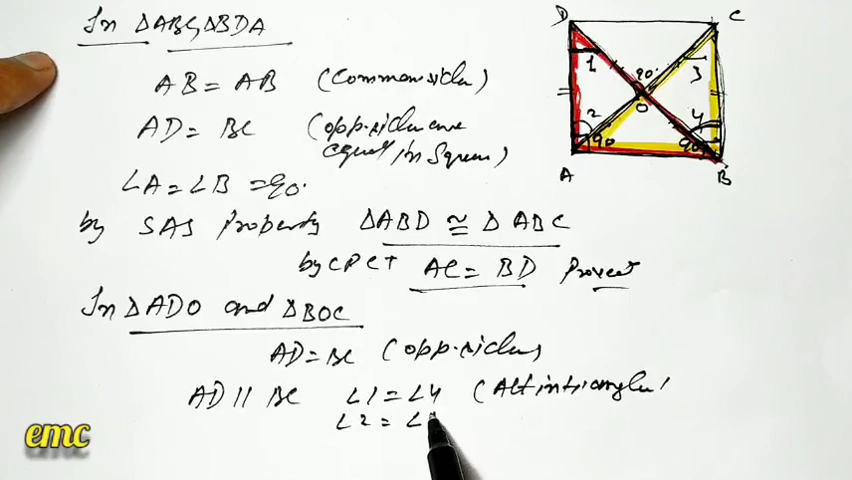 In ΔABC, ΔBDA
AB = AB (Common side)
AD = BC (opp. side are
equal in Square)
∠A = ∠B = 90°
by SAS Property ΔABD ≅ ΔABC
by CPCT AC = BD Proved
In ΔADO and ΔBOC
AD = BC (opp. sides)
AD || BC ∠1 = ∠4 (Alt int angles)
∠2 = ∠
D C
1 90° 3
O
2 4
90 90
A B
emc